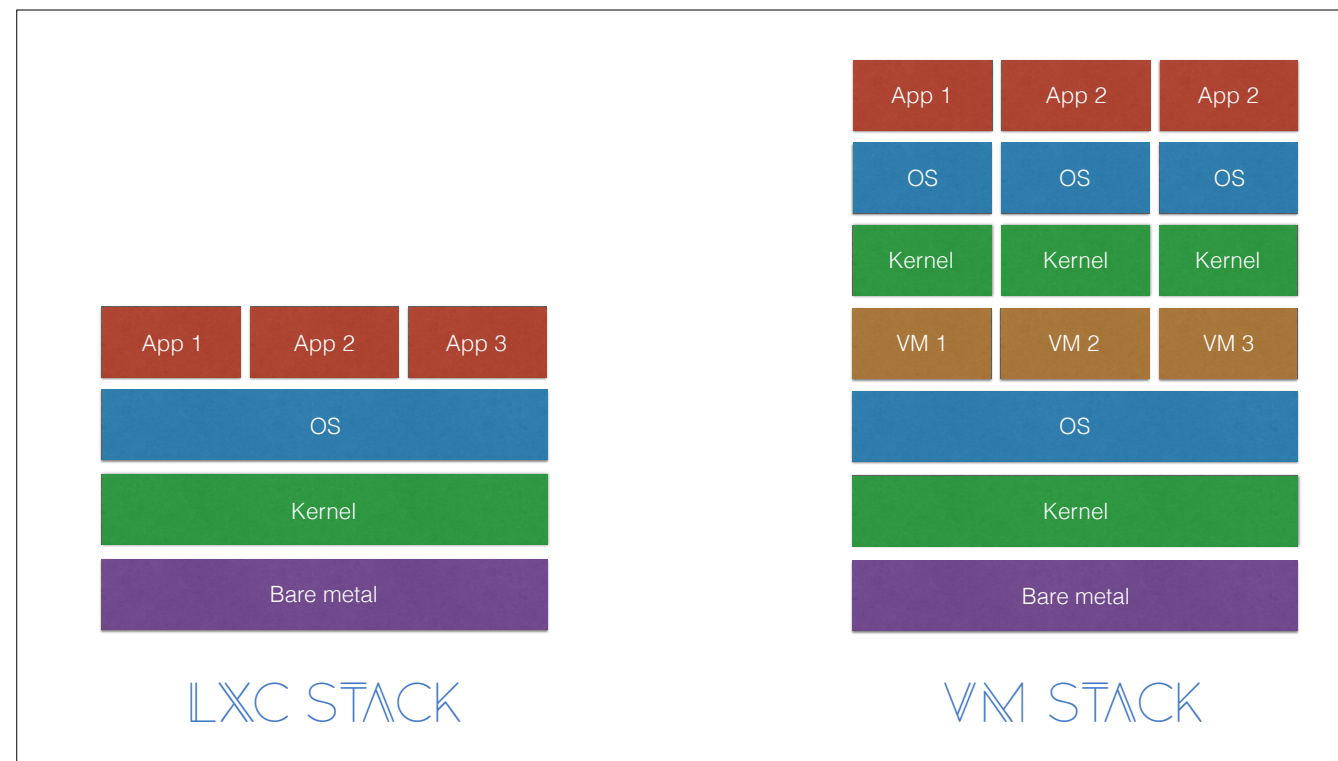 App 1 App 2 App 3
OS
Kernel
Bare metal
LXC STACK
App 1 App 2 App 2
OS OS OS
Kernel Kernel Kernel
VM 1 VM 2 VM 3
OS
Kernel
Bare metal
VM STACK